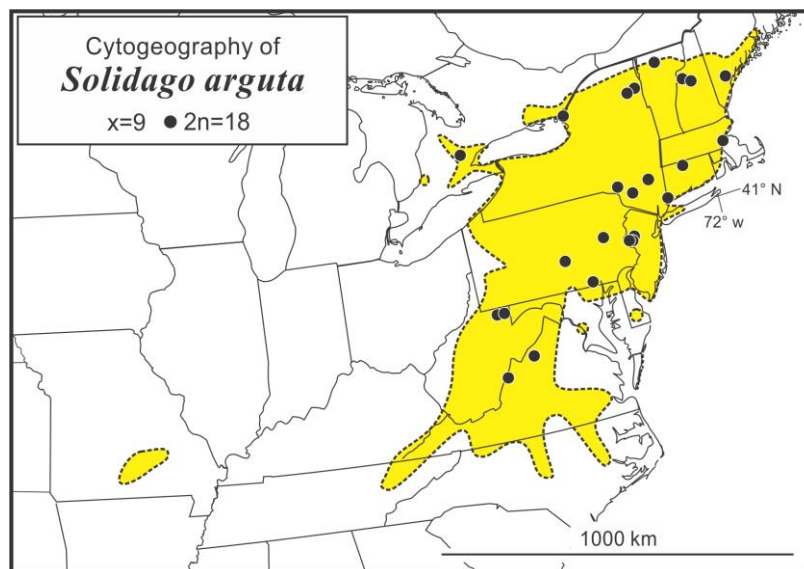 Cytogeography of
Solidago arguta
x=9 ● 2n=18
41° N
72° w
1000 km